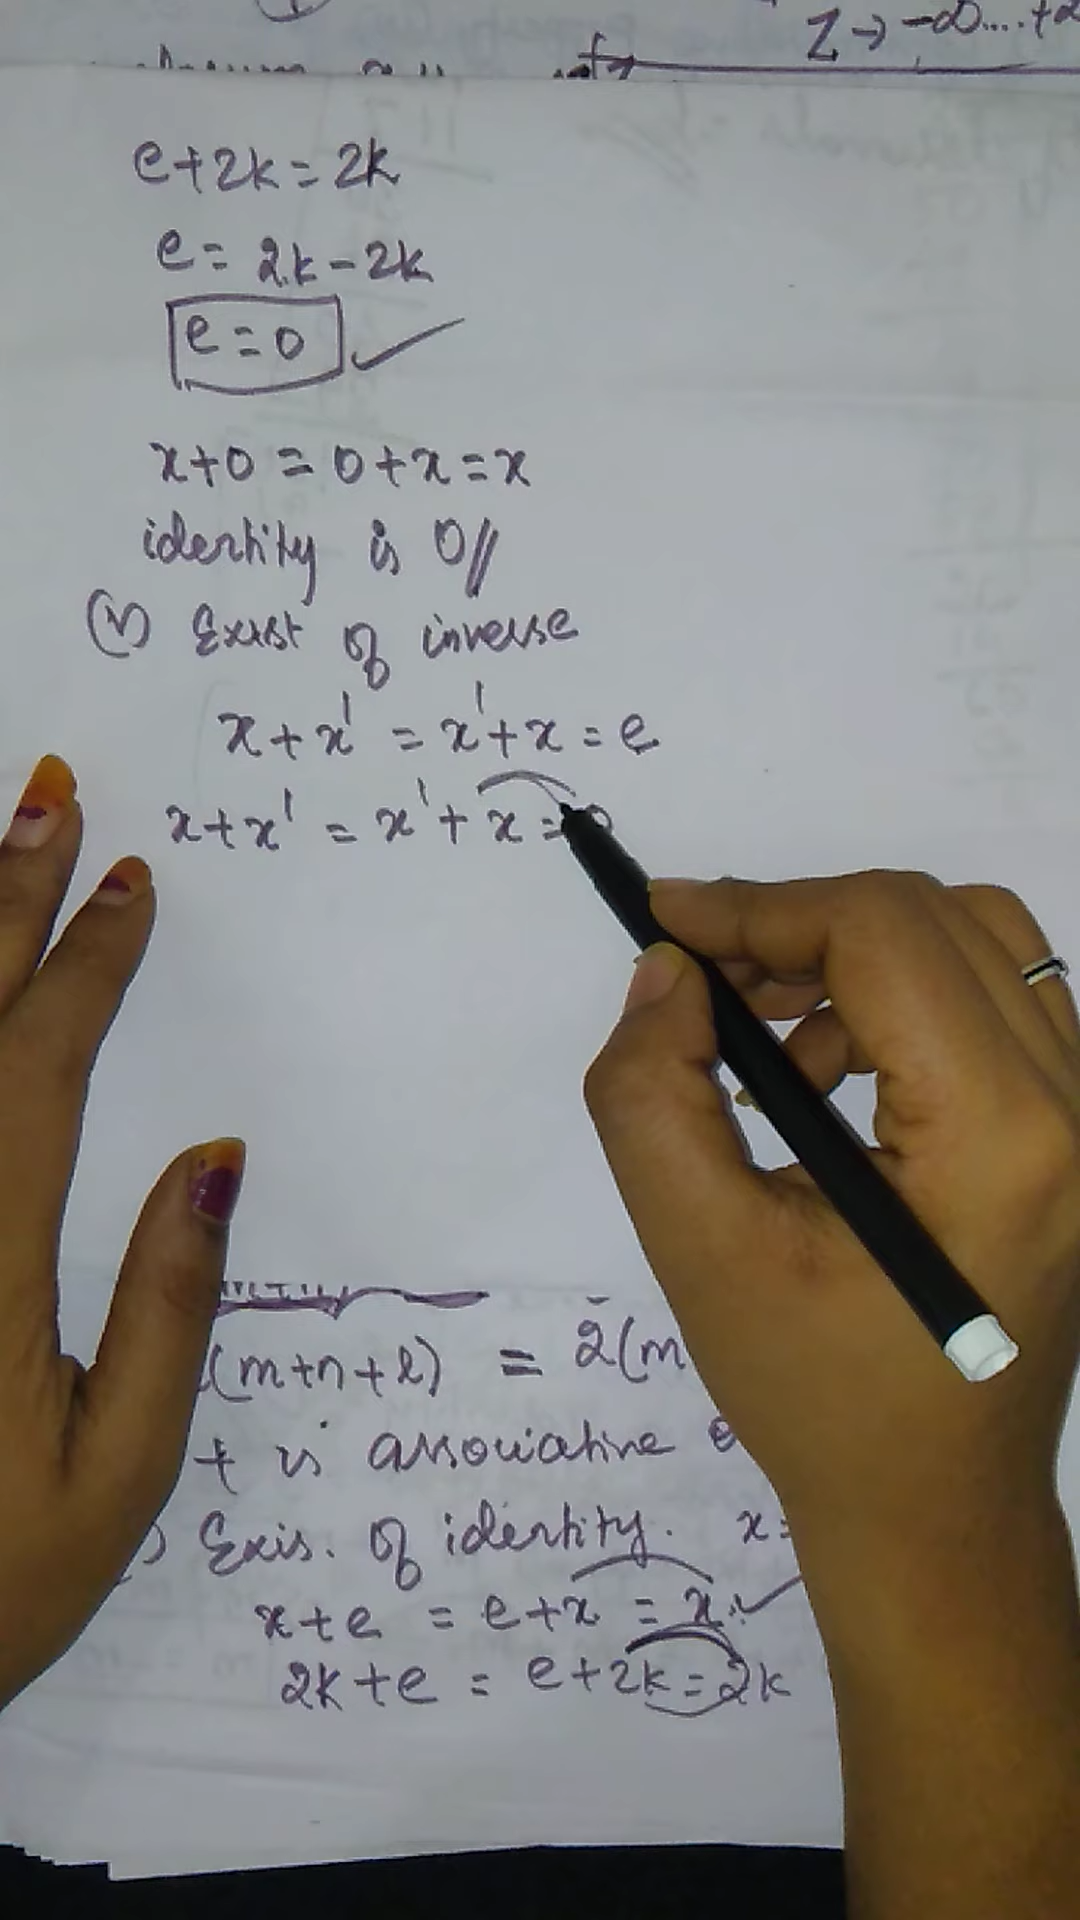 Z → -∞....+∞
e+2k=2k
e= 2k-2k
e=0
x+0 = 0+x=x
identity is 0//
Exist of inverse
x+x' = x'+x=e
x+x' = x'+x=0
(m+n+l) = 2(m
+ is associative
Exis. of identity. x=
x+e = e+x = x
2k+e = e+2k=2k